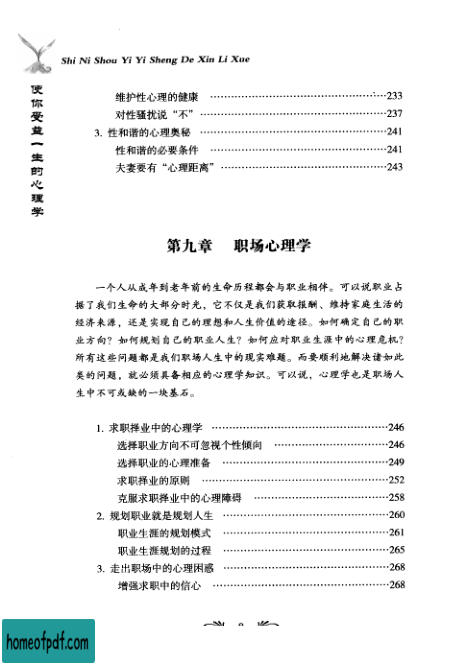 Shi Ni Shou Yi Yi Sheng De Xin Li Xue
使你受益一生的心理学
维护性心理的健康 …………………………………233
对性骚扰说“不”…………………………………237
3. 性和谐的心理奥秘 …………………………………241
性和谐的必要条件 …………………………………241
夫妻要有“心理距离”…………………………………243
第九章 职场心理学
一个人从成年到老年前的生命历程都会与职业相伴。可以说职业占
据了我们生命的大部分时光，它不仅是我们获取报酬、维持家庭生活的
经济来源，还是实现自己的理想和人生价值的途径。如何确定自己的职
业方向？如何规划自己的职业人生？如何应对职业生涯中的心理危机？
所有这些问题都是我们职场人生中的现实难题。而要顺利地解决诸如此
类的问题，就必须具备相应的心理学知识。可以说，心理学也是职场人
生中不可或缺的一块基石。
1. 求职择业中的心理学 …………………………………246
选择职业方向不可忽视个性倾向 ……………………246
选择职业的心理准备 …………………………………249
求职择业的原则 …………………………………252
克服求职择业中的心理障碍 ……………………258
2. 规划职业就是规划人生 …………………………………260
职业生涯的规划模式 …………………………………261
职业生涯规划的过程 …………………………………265
3. 走出职场中的心理困惑 …………………………………268
增强求职中的信心 …………………………………268
homeofpdf.com